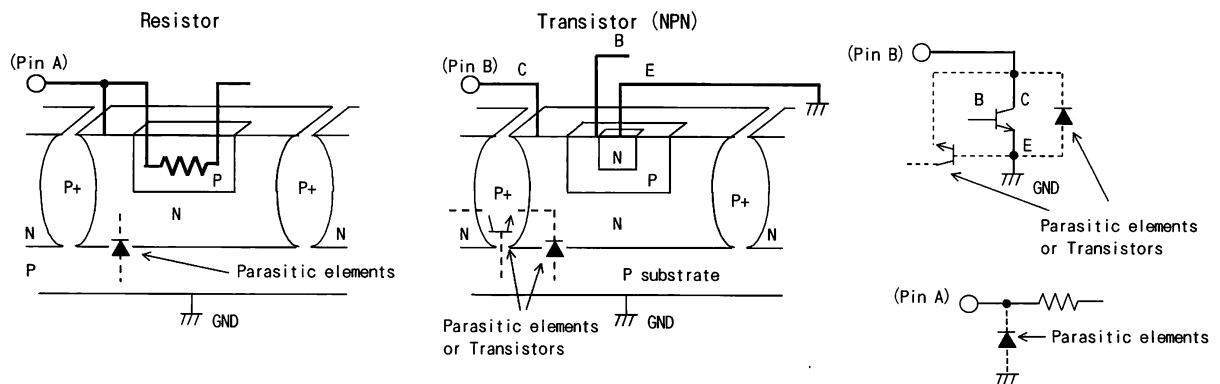 Resistor
(Pin A)
P
P+
P+
N
N
N
P
Parasitic elements
GND
Transistor (NPN)
B
(Pin B)
C
E
N
P
P+
P+
N
N
N
P substrate
GND
Parasitic elements
or Transistors
(Pin B)
B
C
E
GND
Parasitic elements
or Transistors
(Pin A)
Parasitic elements